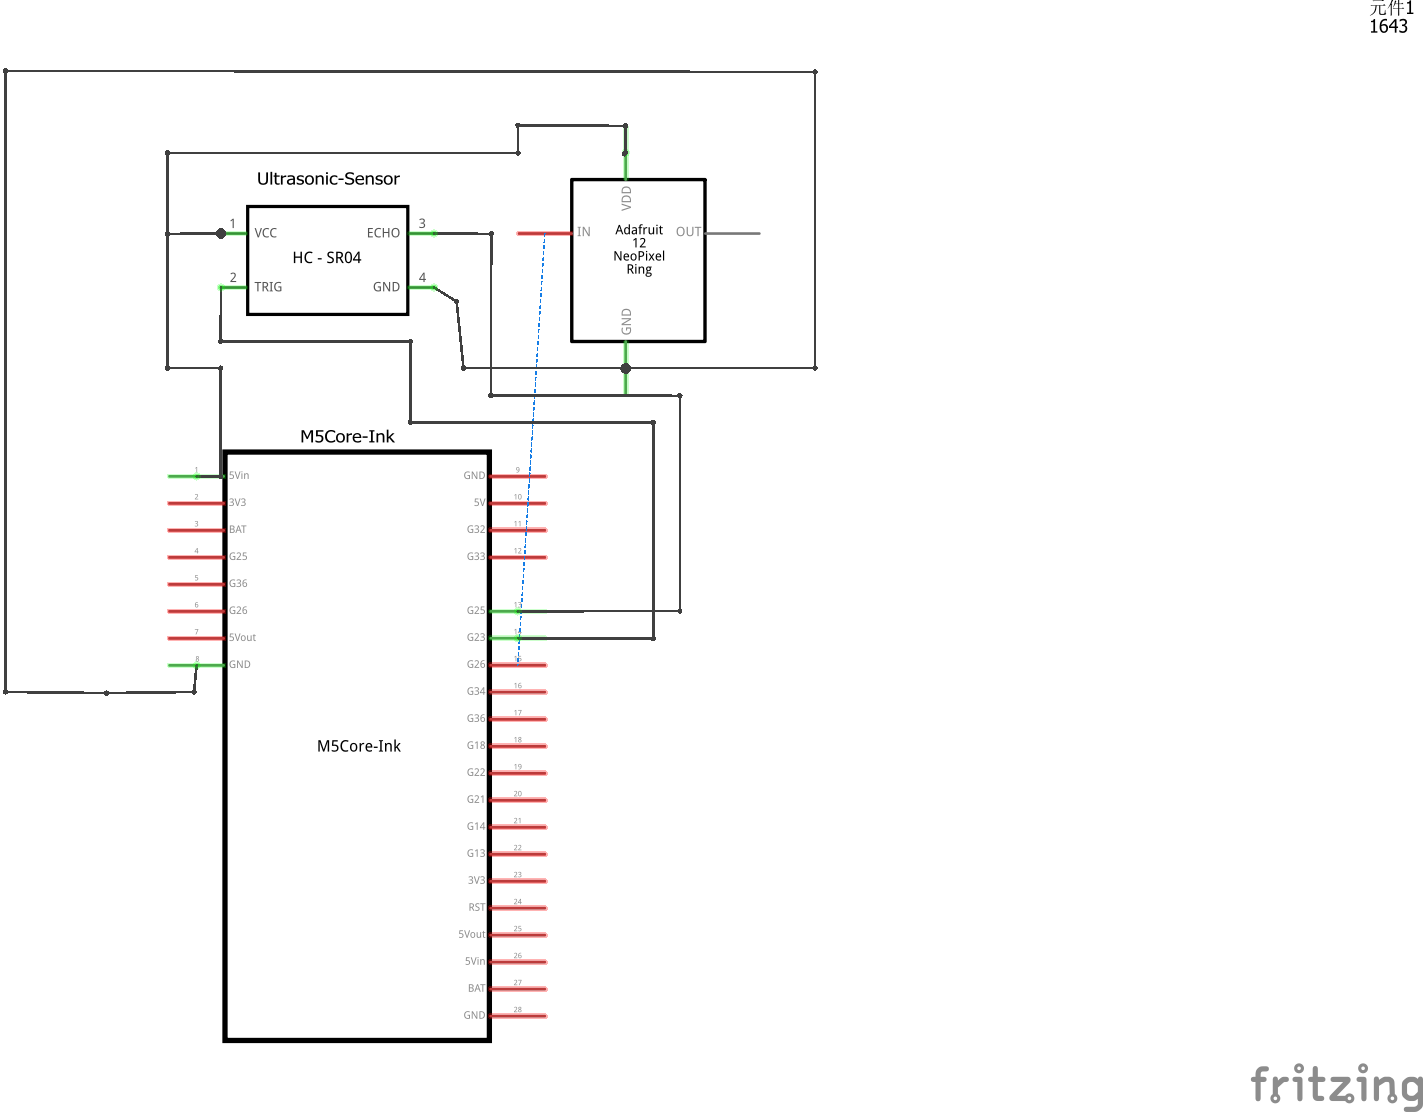 元件1
1643
Ultrasonic-Sensor
1
VCC
ECHO
3
HC - SR04
2
TRIG
GND
4
VDD
IN
Adafruit
12
NeoPixel
Ring
OUT
GND
M5Core-Ink
1
5Vin
GND
9
2
3V3
5V
10
3
BAT
G32
11
4
G25
G33
12
5
G36
6
G26
G25
13
7
5Vout
G23
8
GND
G26
G34
16
G36
17
M5Core-Ink
G18
18
G22
19
G21
20
G14
21
G13
22
3V3
23
RST
24
5Vout
25
5Vin
26
BAT
27
GND
28
fritzing